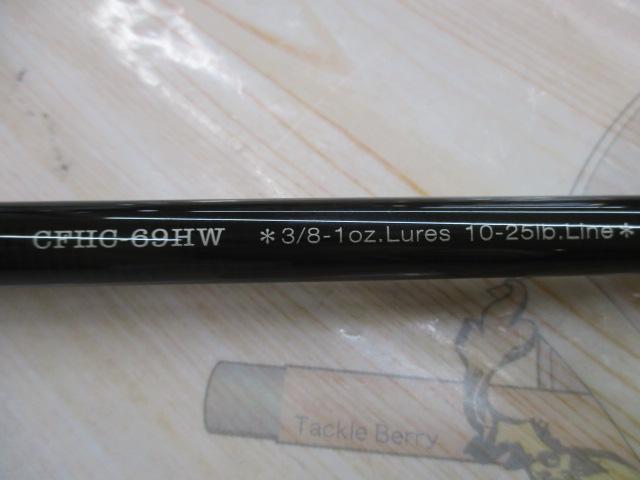 CFHC-69HW *3/8-1oz.Lures 10-25lb.Line*
Tackle Berry